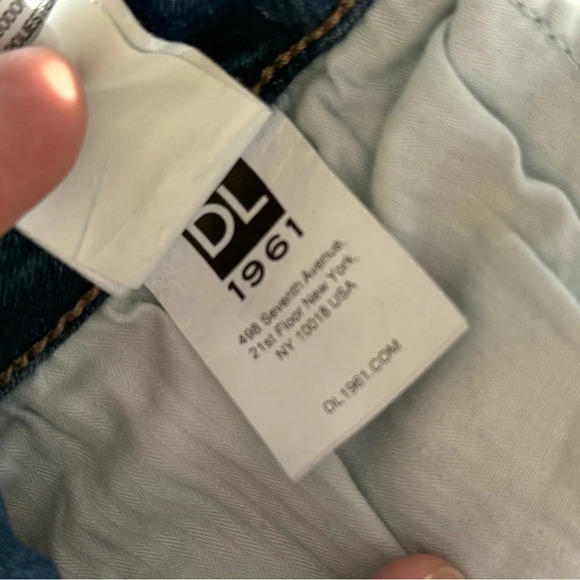 DL
1961
498 Seventh Avenue,
21st Floor New York,
NY 10018 USA
DL1961.COM